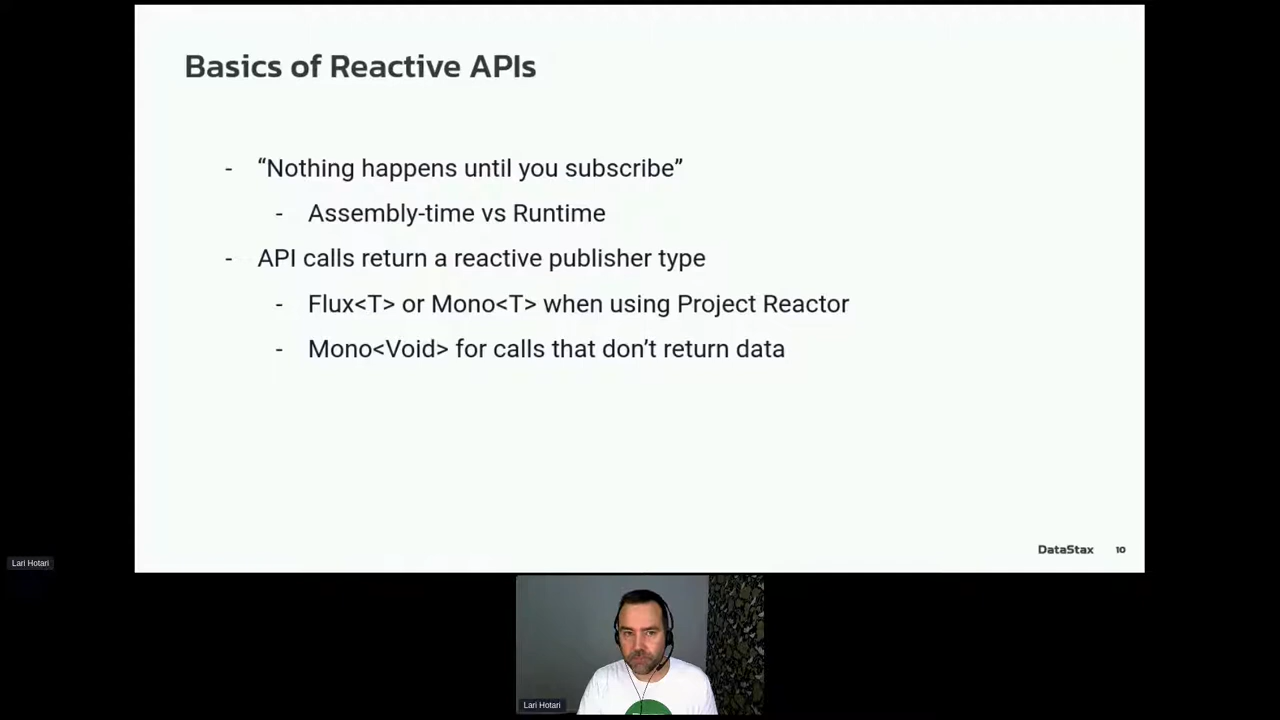 Basics of Reactive APIs
- “Nothing happens until you subscribe”
- Assembly-time vs Runtime
- API calls return a reactive publisher type
- Flux<T> or Mono<T> when using Project Reactor
- Mono<Void> for calls that don’t return data
DataStax 10
Lari Hotari
Lari Hotari